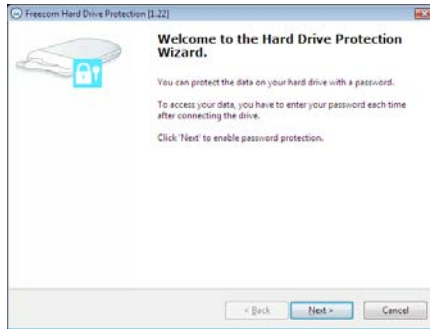 Freecom Hard Drive Protection [1.22]
Welcome to the Hard Drive Protection
Wizard.
You can protect the data on your hard drive with a password.
To access your data, you have to enter your password each time
after connecting the drive.
Click 'Next' to enable password protection.
< Back
Next >
Cancel